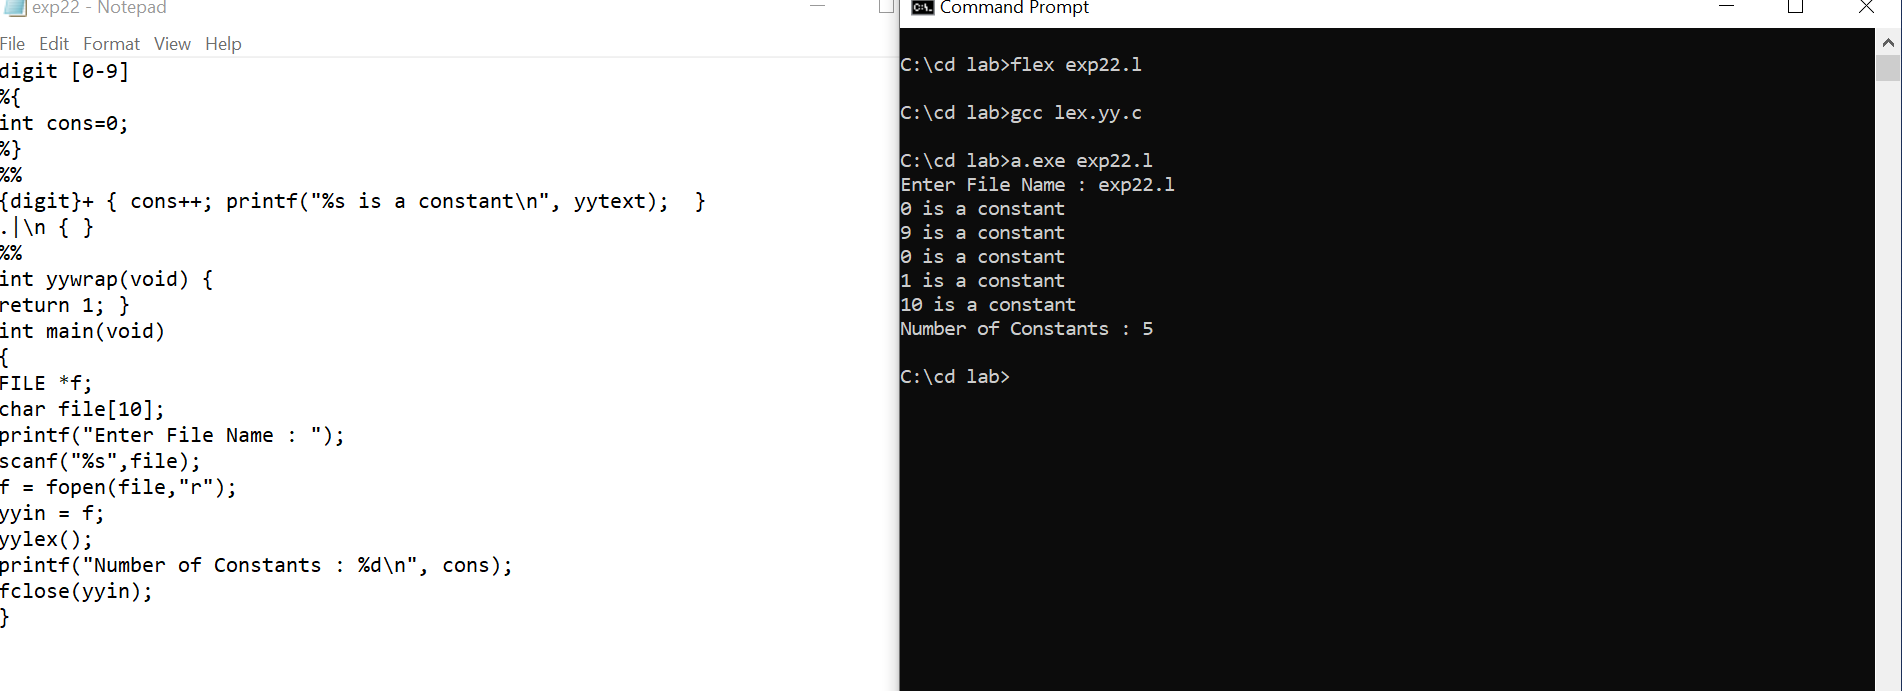 exp22 - Notepad
File Edit Format View Help
digit [0-9]
%{
int cons=0;
%}
%%
{digit}+ { cons++; printf("%s is a constant\n", yytext);  }
.|\n { }
%%
int yywrap(void) {
return 1; }
int main(void)
{
FILE *f;
char file[10];
printf("Enter File Name : ");
scanf("%s",file);
f = fopen(file,"r");
yyin = f;
yylex();
printf("Number of Constants : %d\n", cons);
fclose(yyin);
}
C:\. Command Prompt
C:\cd lab>flex exp22.l
C:\cd lab>gcc lex.yy.c
C:\cd lab>a.exe exp22.l
Enter File Name : exp22.l
0 is a constant
9 is a constant
0 is a constant
1 is a constant
10 is a constant
Number of Constants : 5
C:\cd lab>